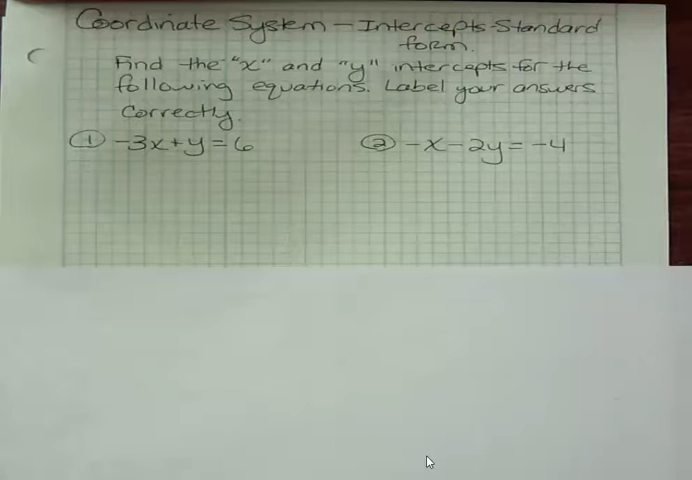 Coordinate System - Intercepts-Standard
form.
Find the "x" and "y" intercepts for the
following equations. Label your answers
correctly.
① -3x+y=6 ② -x-2y=-4